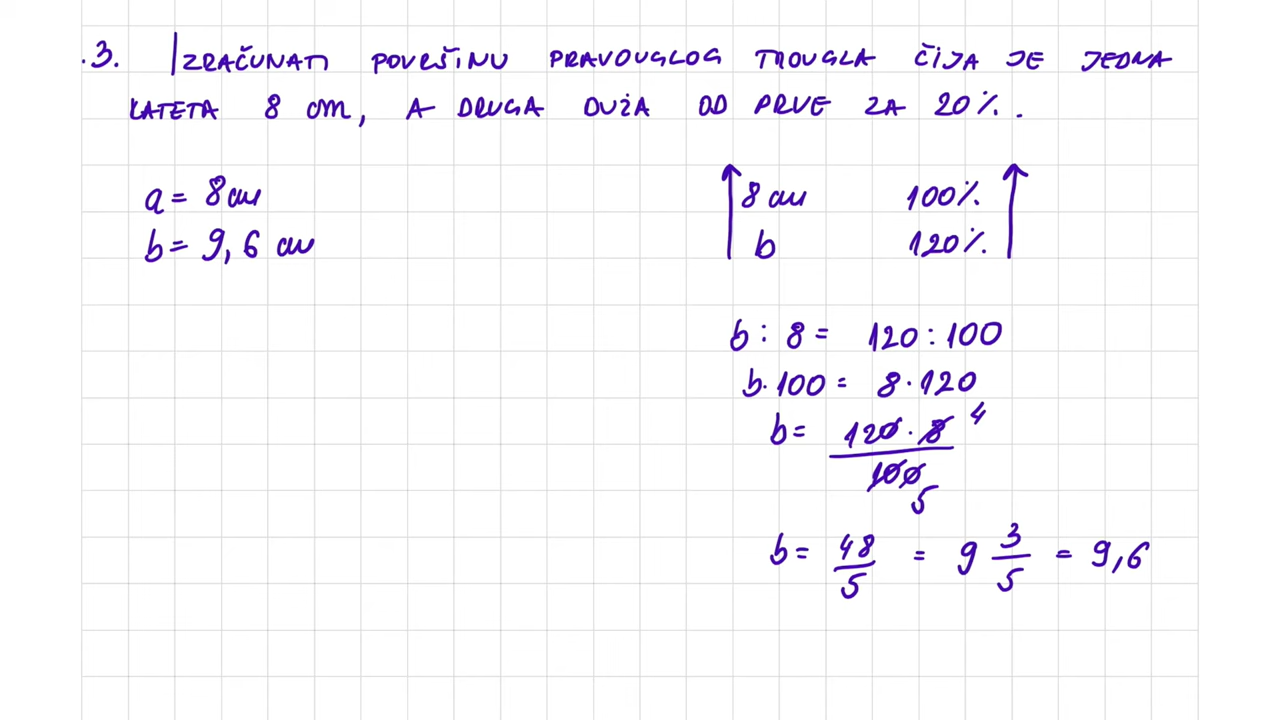 .3. IZRAČUNATI POVRŠINU PRAVOUGLOG TROUGLA ČIJA JE JEDNA
KATETA 8 cm, A DRUGA DUŽA OD PRVE ZA 20%.
a = 8 cm
b = 9,6 cm
8 cm 100%
b 120%
b : 8 = 120 : 100
b · 100 = 8 · 120
b = 120 · 8 4
100
5
b = 48/5 = 9 3/5 = 9,6